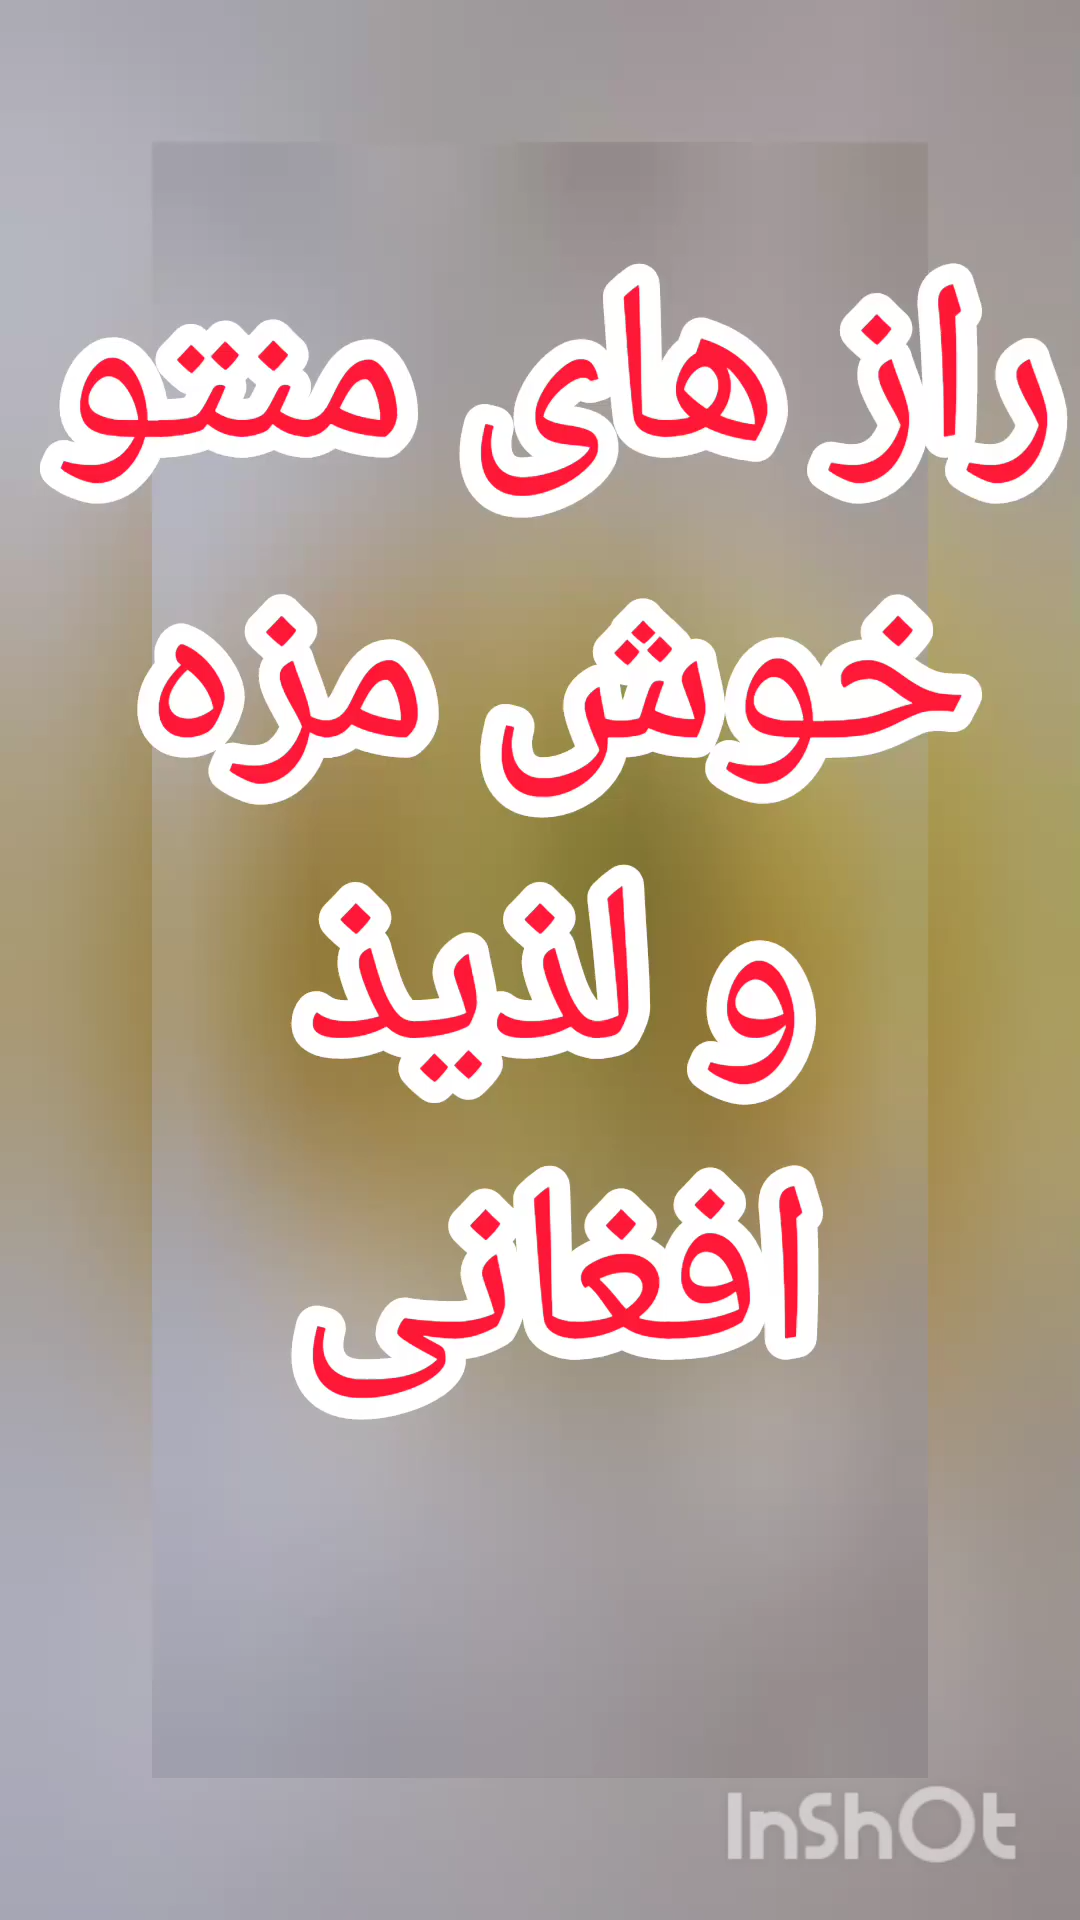 راز های منتو
خوش مزه
و لذیذ
افغانی
InShOt